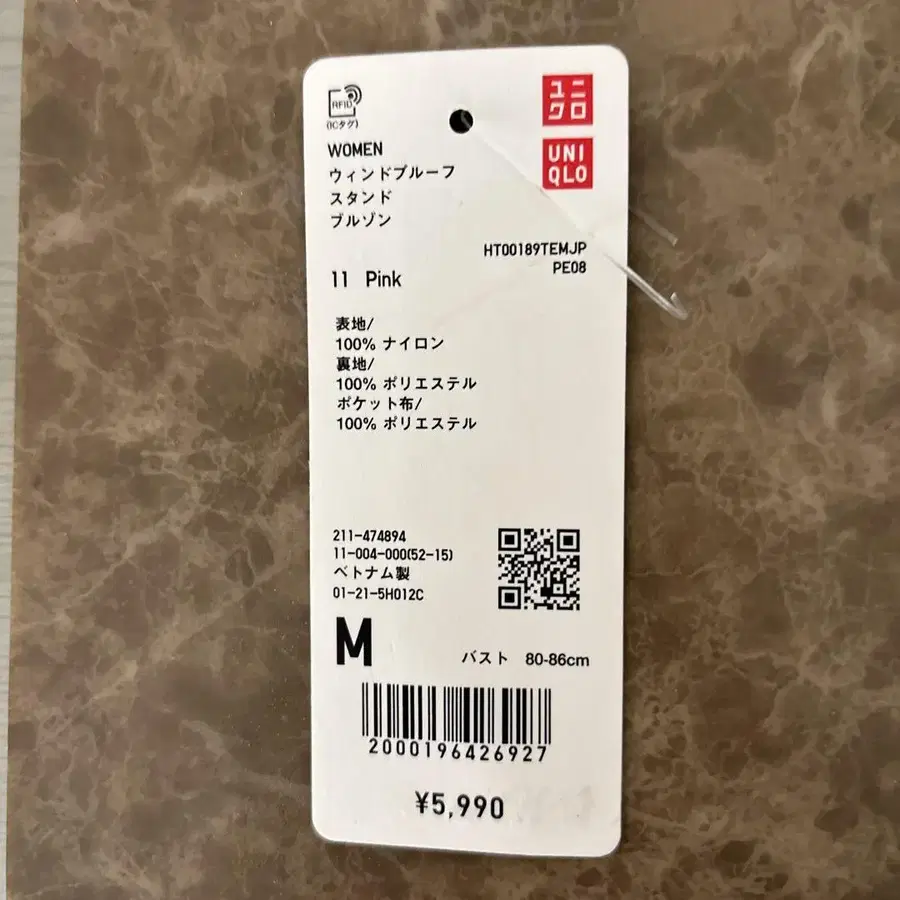 RFID
(ICタグ)
ユニ
クロ
UNI
QLO
WOMEN
ウィンドプルーフ
スタンド
ブルゾン
HT00189TEMJP
PE08
11 Pink
表地/
100% ナイロン
裏地/
100% ポリエステル
ポケット布/
100% ポリエステル
211-474894
11-004-000(52-15)
ベトナム製
01-21-5H012C
M
バスト 80-86cm
2000196426927
¥5,990